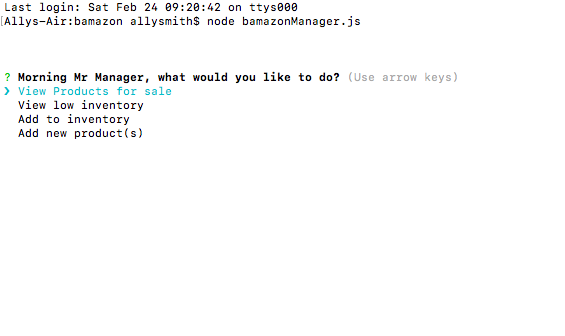 Last login: Sat Feb 24 09:20:42 on ttys000
[Allys-Air:bamazon allysmith$ node bamazonManager.js
? Morning Mr Manager, what would you like to do? (Use arrow keys)
❯ View Products for sale
View low inventory
Add to inventory
Add new product(s)